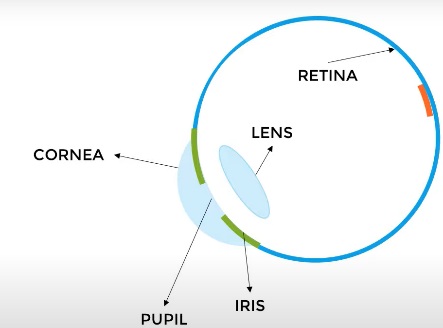 RETINA
LENS
CORNEA
IRIS
PUPIL